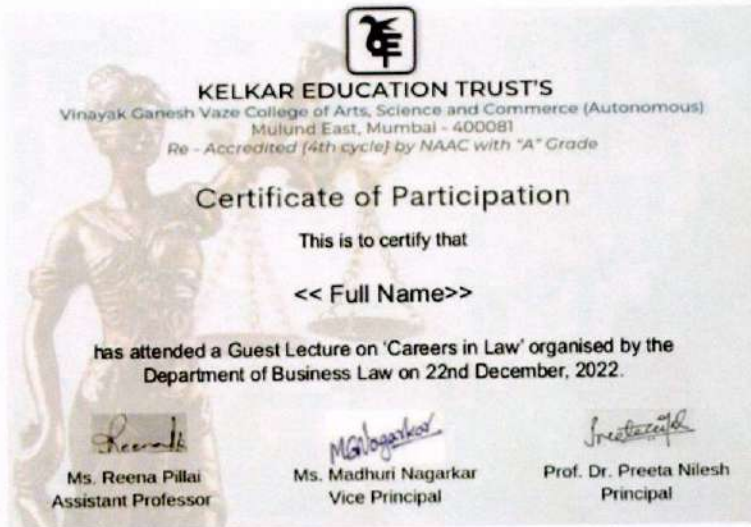 KELKAR EDUCATION TRUST'S
Vinayak Ganesh Vaze College of Arts, Science and Commerce (Autonomous)
Mulund East, Mumbai - 400081
Re - Accredited (4th cycle) by NAAC with "A" Grade
Certificate of Participation
This is to certify that
<< Full Name>>
has attended a Guest Lecture on 'Careers in Law' organised by the
Department of Business Law on 22nd December, 2022.
MGNagarkar
Ms. Reena Pillai
Assistant Professor
Ms. Madhuri Nagarkar
Vice Principal
Prof. Dr. Preeta Nilesh
Principal